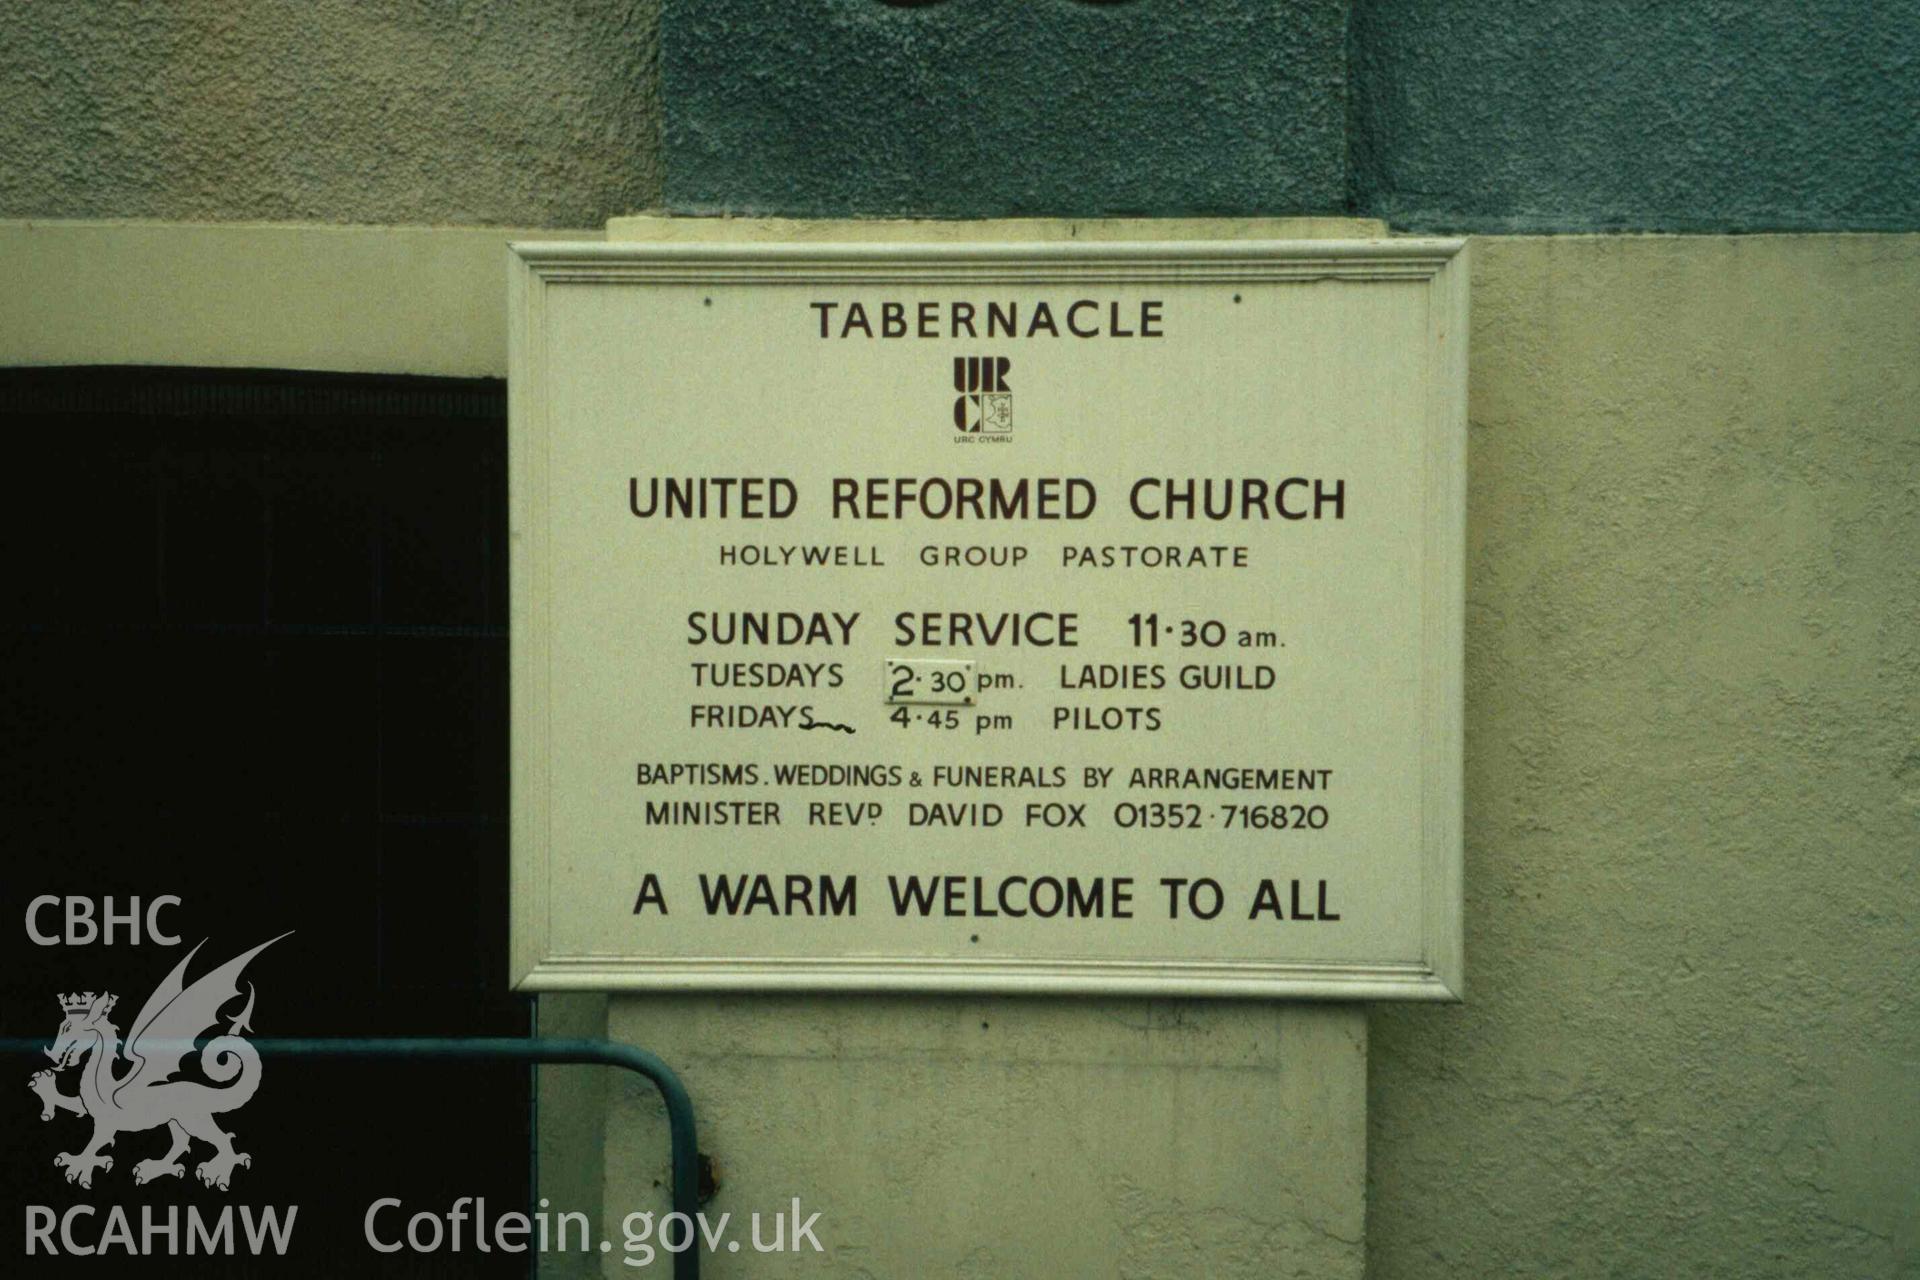 TABERNACLE
UR
C
URC CYMRU
UNITED REFORMED CHURCH
HOLYWELL GROUP PASTORATE
SUNDAY SERVICE 11·30 am.
TUESDAYS 2·30 pm. LADIES GUILD
FRIDAYS 4·45 pm PILOTS
BAPTISMS. WEDDINGS & FUNERALS BY ARRANGEMENT
MINISTER REVD DAVID FOX 01352·716820
A WARM WELCOME TO ALL
CBHC
RCAHMW
Coflein.gov.uk